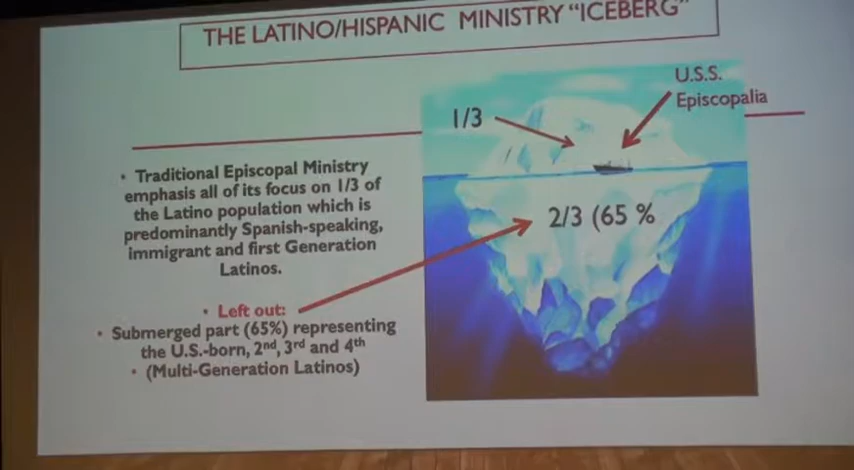 THE LATINO/HISPANIC MINISTRY "ICEBERG"
U.S.S.
Episcopalia
1/3
• Traditional Episcopal Ministry
emphasis all of its focus on 1/3 of
the Latino population which is
predominantly Spanish-speaking,
immigrant and first Generation
Latinos.
2/3 (65 %
• Left out:
• Submerged part (65%) representing
the U.S.-born, 2nd, 3rd and 4th
• (Multi-Generation Latinos)